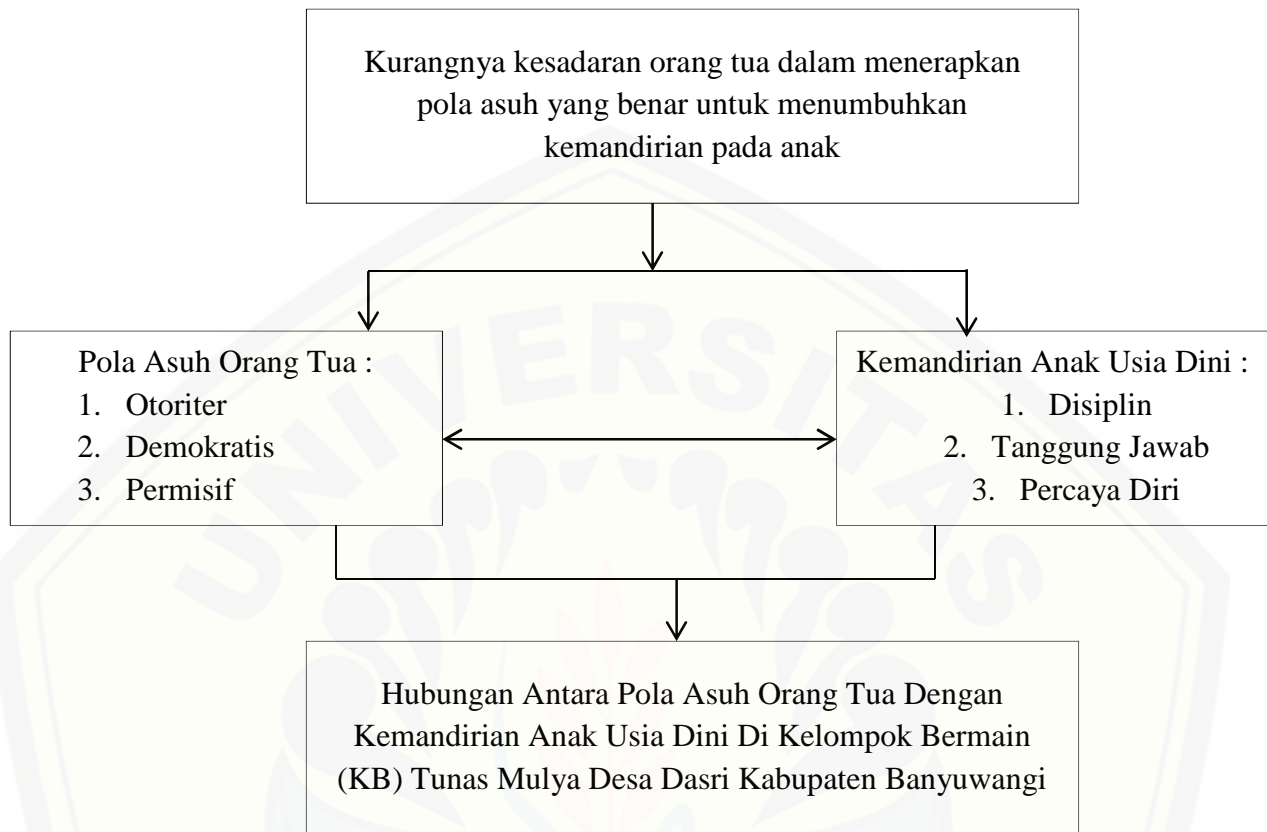 Kurangnya kesadaran orang tua dalam menerapkan
pola asuh yang benar untuk menumbuhkan
kemandirian pada anak
Pola Asuh Orang Tua :
1. Otoriter
2. Demokratis
3. Permisif
Kemandirian Anak Usia Dini :
1. Disiplin
2. Tanggung Jawab
3. Percaya Diri
UNIVERSITAS
Hubungan Antara Pola Asuh Orang Tua Dengan
Kemandirian Anak Usia Dini Di Kelompok Bermain
(KB) Tunas Mulya Desa Dasri Kabupaten Banyuwangi